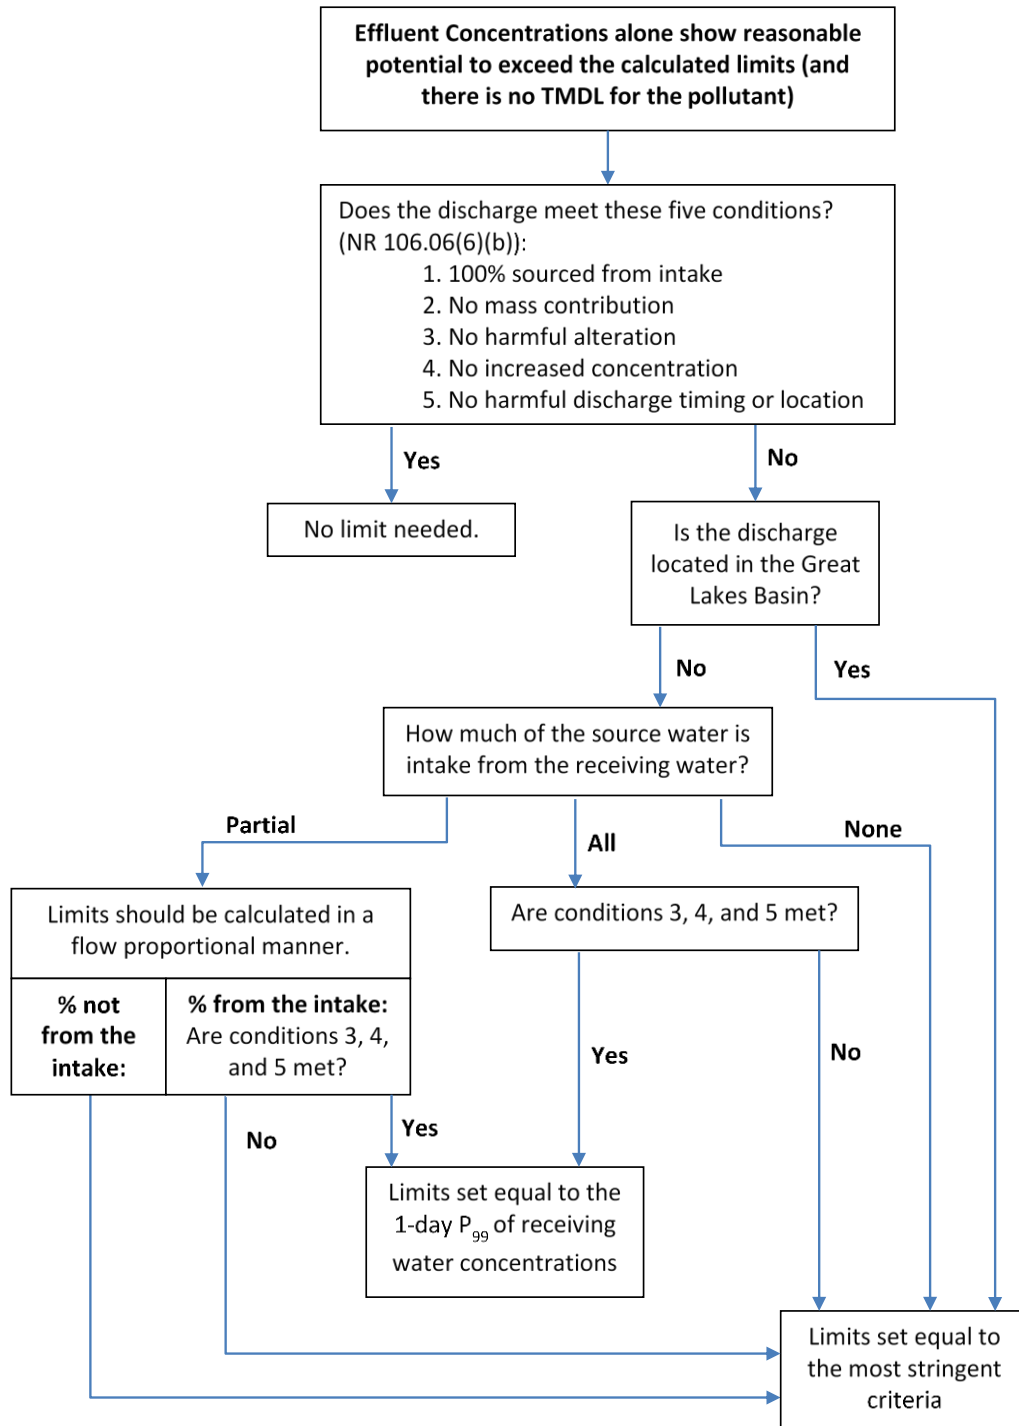 Effluent Concentrations alone show reasonable
potential to exceed the calculated limits (and
there is no TMDL for the pollutant)
Does the discharge meet these five conditions?
(NR 106.06(6)(b)):
1. 100% sourced from intake
2. No mass contribution
3. No harmful alteration
4. No increased concentration
5. No harmful discharge timing or location
Yes
No
No limit needed.
Is the discharge
located in the Great
Lakes Basin?
No
Yes
How much of the source water is
intake from the receiving water?
Partial
All
None
Limits should be calculated in a
flow proportional manner.
% not
from the
intake:
% from the intake:
Are conditions 3, 4,
and 5 met?
Are conditions 3, 4, and 5 met?
Yes
No
No
Yes
Limits set equal to the
1-day P99 of receiving
water concentrations
Limits set equal to
the most stringent
criteria